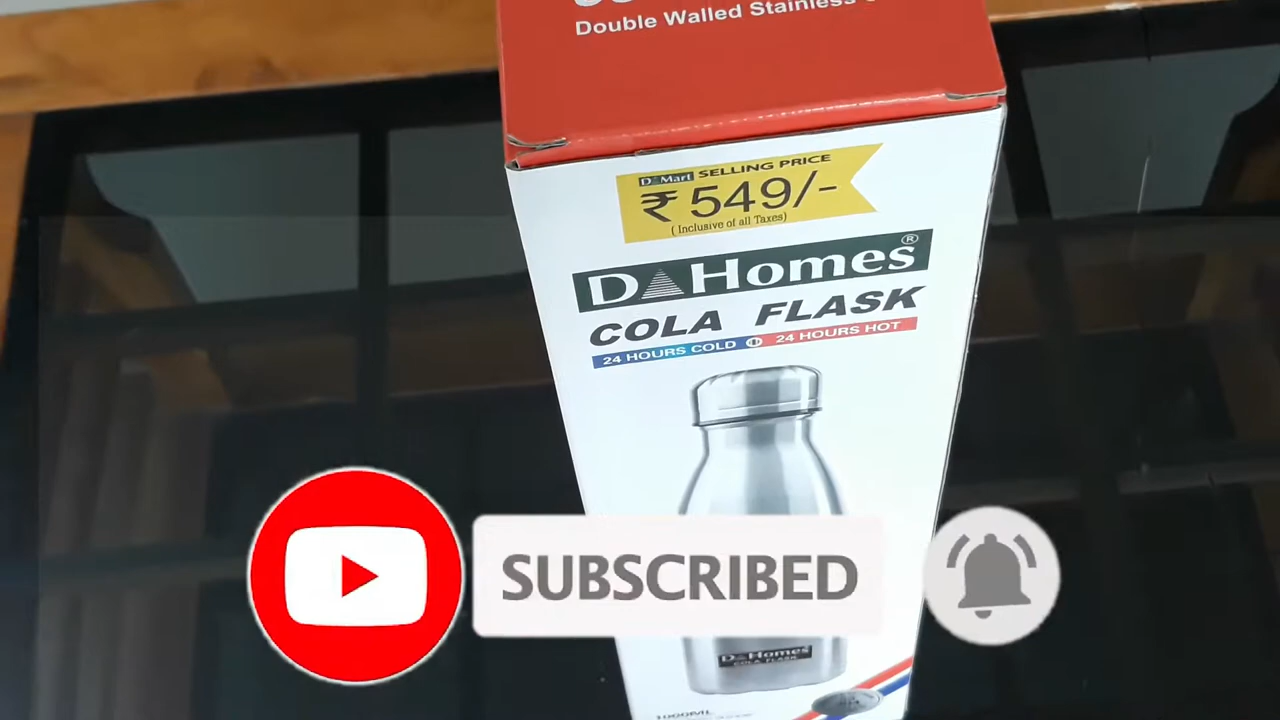 Double Walled Stainless
D Mart SELLING PRICE
₹549/-
( Inclusive of all Taxes)
D Homes®
COLA FLASK
24 HOURS COLD 24 HOURS HOT
SUBSCRIBED
D Homes
COLA FLASK
1000ML